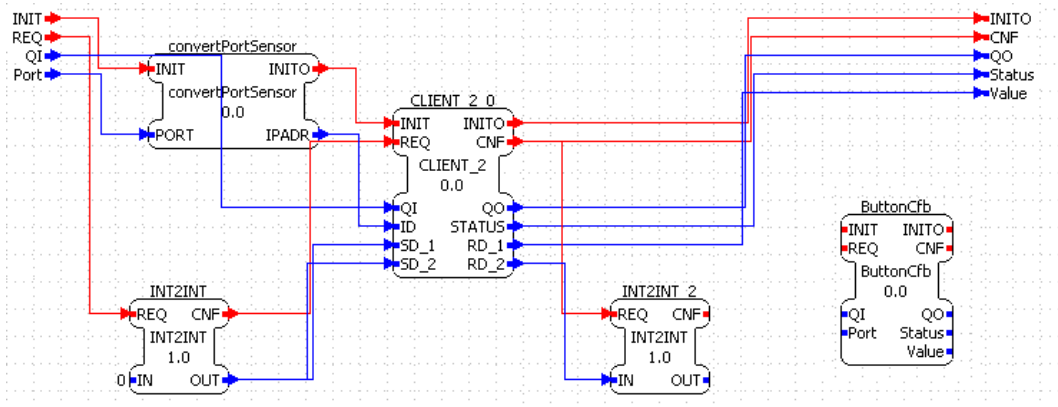 INIT
REQ
QI
Port
convertPortSensor
INIT INITO
convertPortSensor
0.0
PORT IPADR
CLIENT_2_0
INIT INITO
REQ CNF
CLIENT_2
0.0
QI QO
ID STATUS
SD_1 RD_1
SD_2 RD_2
INITO
CNF
QO
Status
Value
INT2INT
REQ CNF
INT2INT
1.0
0 IN OUT
INT2INT_2
REQ CNF
INT2INT
1.0
IN OUT
ButtonCfb
INIT INITO
REQ CNF
ButtonCfb
0.0
QI QO
Port Status
Value